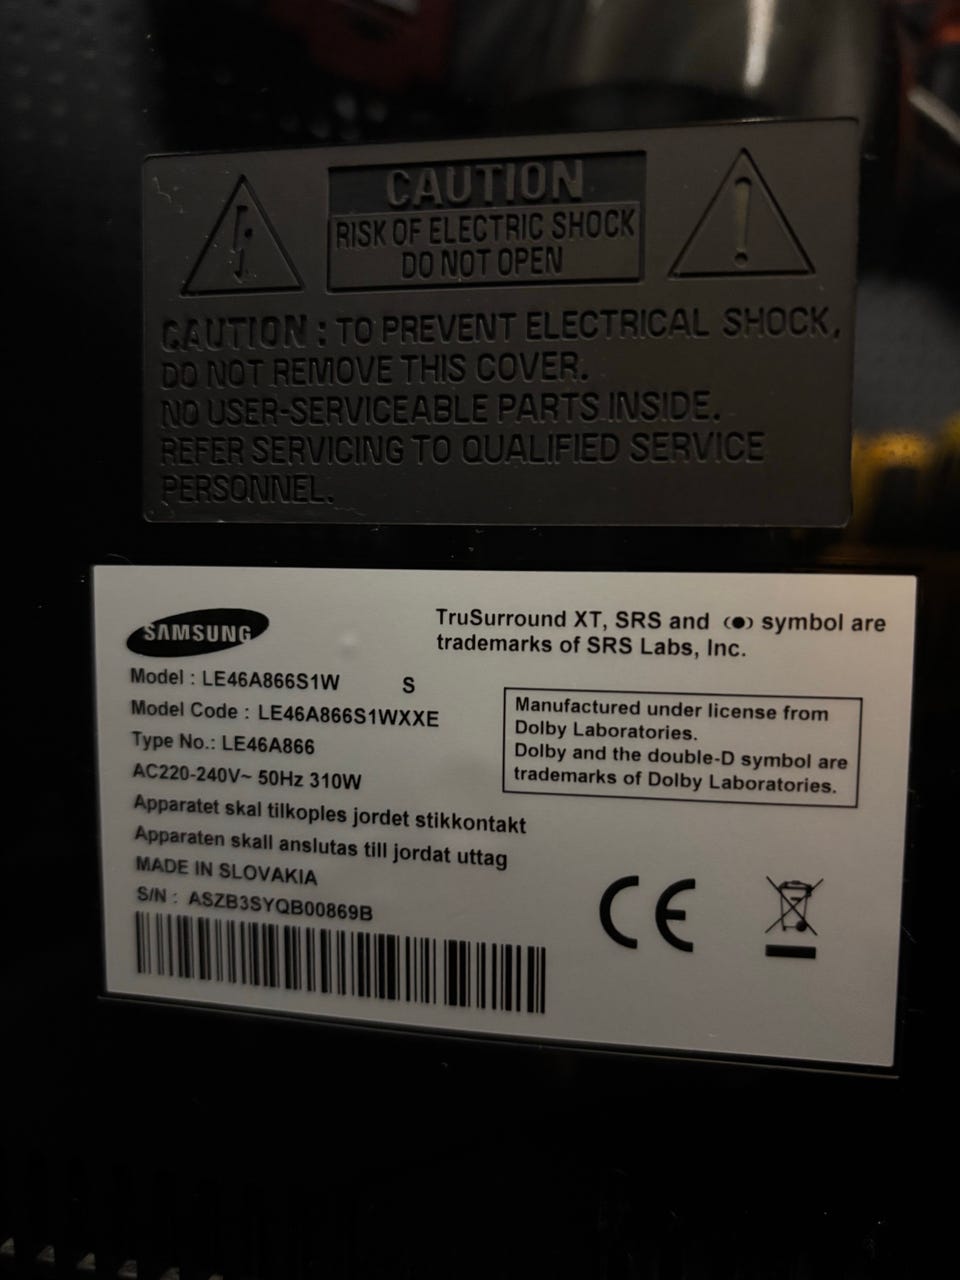 CAUTION
RISK OF ELECTRIC SHOCK
DO NOT OPEN
CAUTION : TO PREVENT ELECTRICAL SHOCK,
DO NOT REMOVE THIS COVER.
NO USER-SERVICEABLE PARTS INSIDE.
REFER SERVICING TO QUALIFIED SERVICE
PERSONNEL.
SAMSUNG
TruSurround XT, SRS and (●) symbol are
trademarks of SRS Labs, Inc.
Model : LE46A866S1W S
Model Code : LE46A866S1WXXE
Type No.: LE46A866
AC220-240V~ 50Hz 310W
Manufactured under license from
Dolby Laboratories.
Dolby and the double-D symbol are
trademarks of Dolby Laboratories.
Apparatet skal tilkoples jordet stikkontakt
Apparaten skall anslutas till jordat uttag
MADE IN SLOVAKIA
S/N : ASZB3SYQB00869B
CE